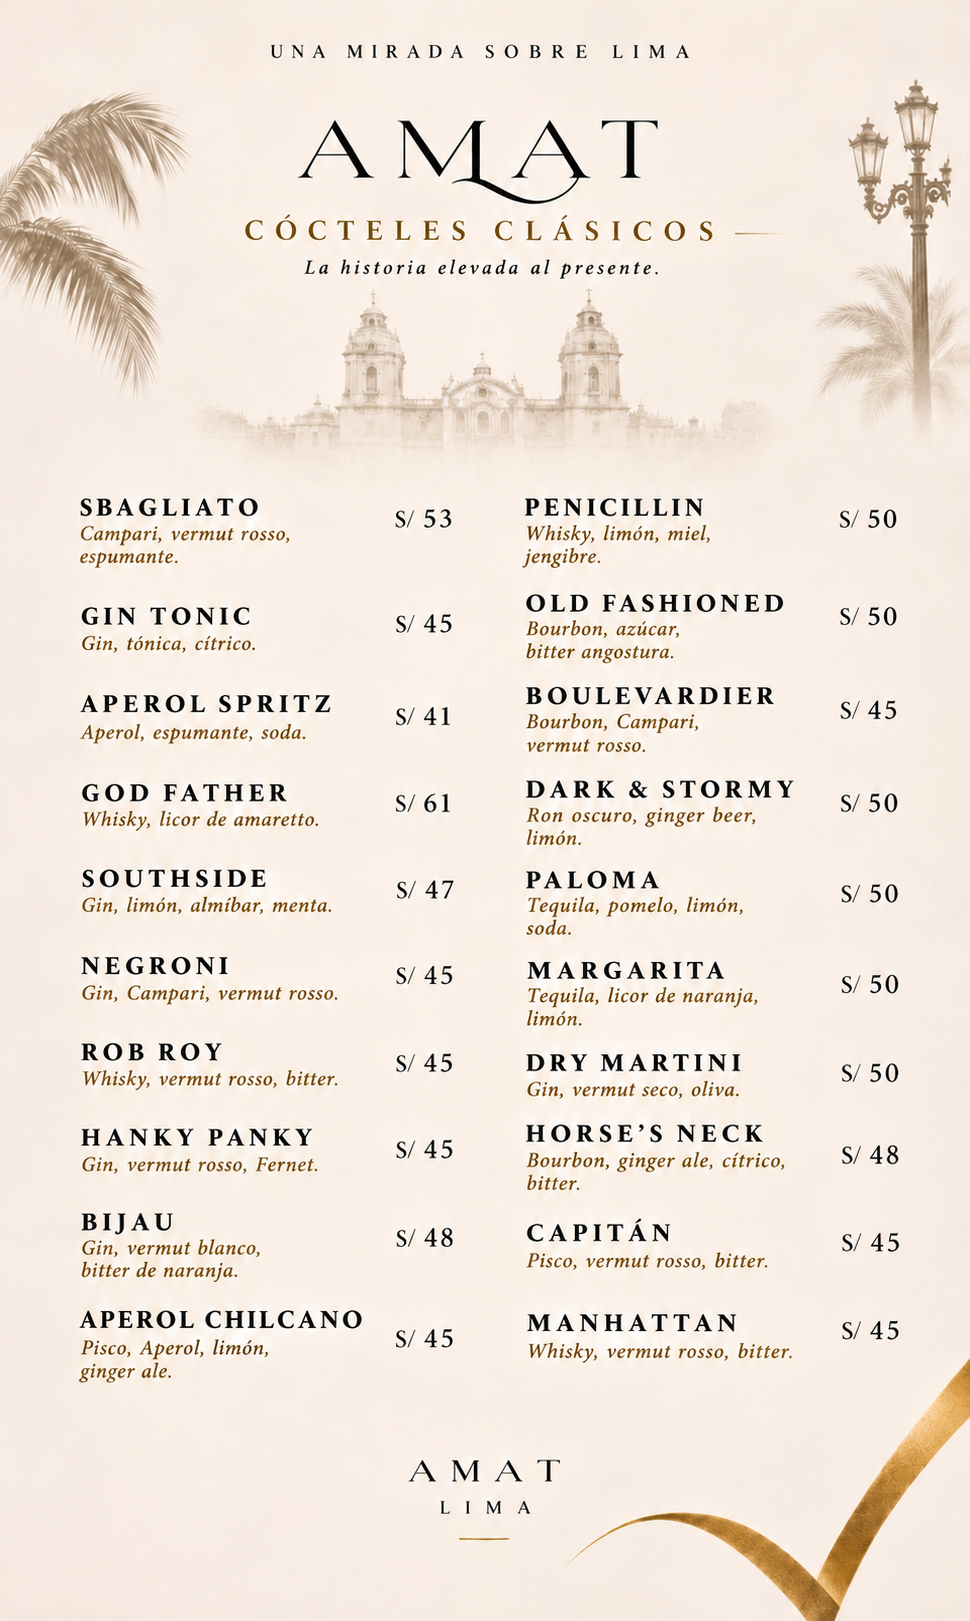 UNA MIRADA SOBRE LIMA
AMAT
CÓCTELES CLÁSICOS
La historia elevada al presente.
SBAGLIATO
S/ 53
Campari, vermut rosso,
espumante.
GIN TONIC
S/ 45
Gin, tónica, cítrico.
APEROL SPRITZ
S/ 41
Aperol, espumante, soda.
GOD FATHER
S/ 61
Whisky, licor de amaretto.
SOUTHSIDE
S/ 47
Gin, limón, almíbar, menta.
NEGRONI
S/ 45
Gin, Campari, vermut rosso.
ROB ROY
S/ 45
Whisky, vermut rosso, bitter.
HANKY PANKY
S/ 45
Gin, vermut rosso, Fernet.
BIJAU
S/ 48
Gin, vermut blanco,
bitter de naranja.
APEROL CHILCANO
S/ 45
Pisco, Aperol, limón,
ginger ale.
PENICILLIN
S/ 50
Whisky, limón, miel,
jengibre.
OLD FASHIONED
S/ 50
Bourbon, azúcar,
bitter angostura.
BOULEVARDIER
S/ 45
Bourbon, Campari,
vermut rosso.
DARK & STORMY
S/ 50
Ron oscuro, ginger beer,
limón.
PALOMA
S/ 50
Tequila, pomelo, limón,
soda.
MARGARITA
S/ 50
Tequila, licor de naranja,
limón.
DRY MARTINI
S/ 50
Gin, vermut seco, oliva.
HORSE'S NECK
S/ 48
Bourbon, ginger ale, cítrico,
bitter.
CAPITÁN
S/ 45
Pisco, vermut rosso, bitter.
MANHATTAN
S/ 45
Whisky, vermut rosso, bitter.
AMAT
LIMA